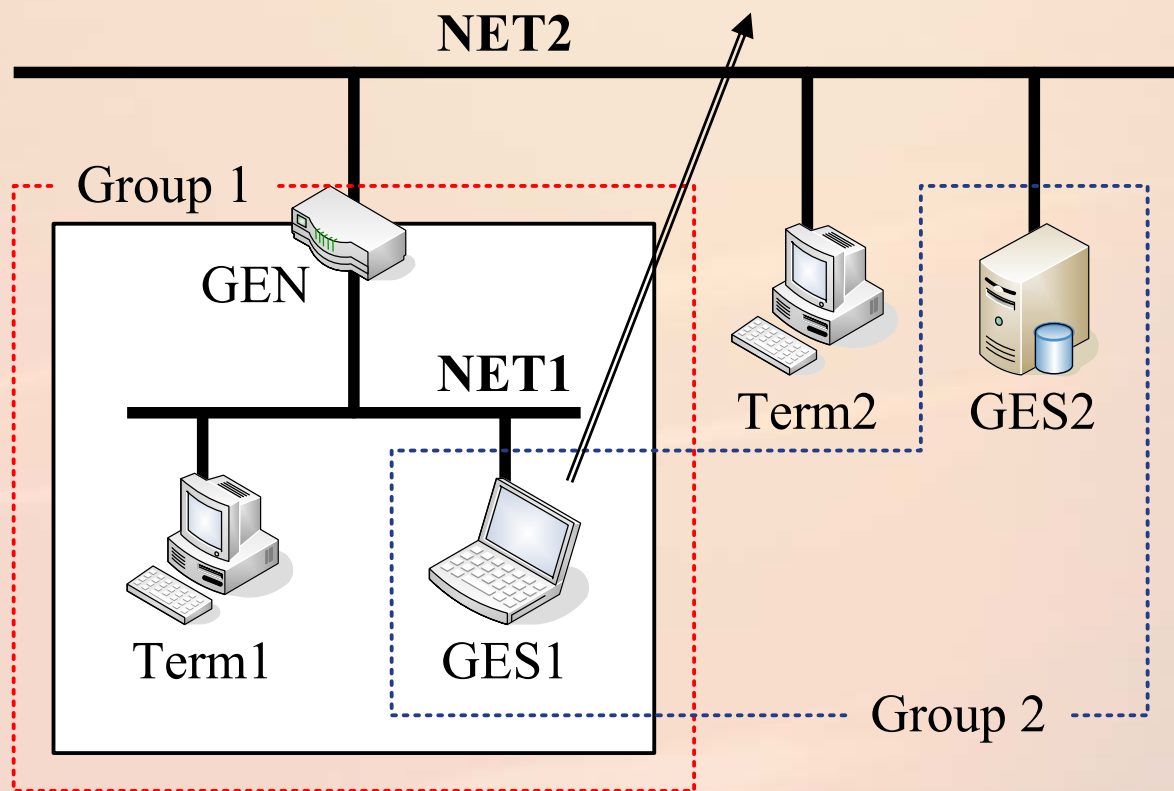 NET2
Group 1
GEN
NET1
Term2
GES2
Term1
GES1
Group 2